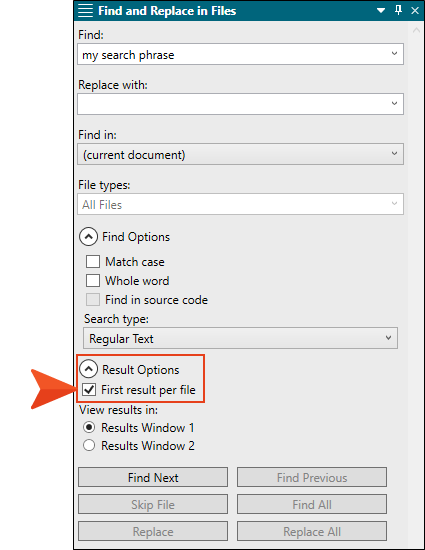 Find and Replace in Files
Find:
my search phrase
Replace with:
Find in:
(current document)
File types:
All Files
Find Options
Match case
Whole word
Find in source code
Search type:
Regular Text
Result Options
First result per file
View results in:
Results Window 1
Results Window 2
Find Next Find Previous
Skip File Find All
Replace Replace All